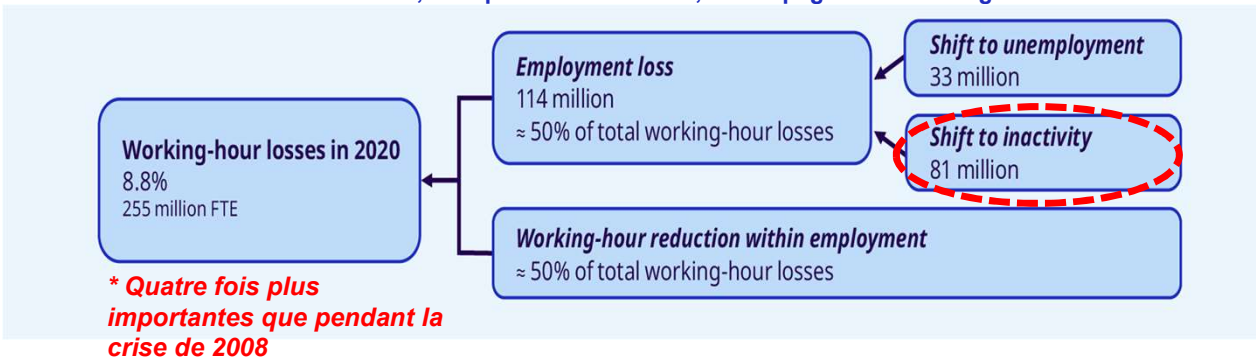 Shift to unemployment
33 million
Employment loss
114 million
≈ 50% of total working-hour losses
Shift to inactivity
81 million
Working-hour losses in 2020
8.8%
255 million FTE
Working-hour reduction within employment
≈ 50% of total working-hour losses
* Quatre fois plus
importantes que pendant la
crise de 2008